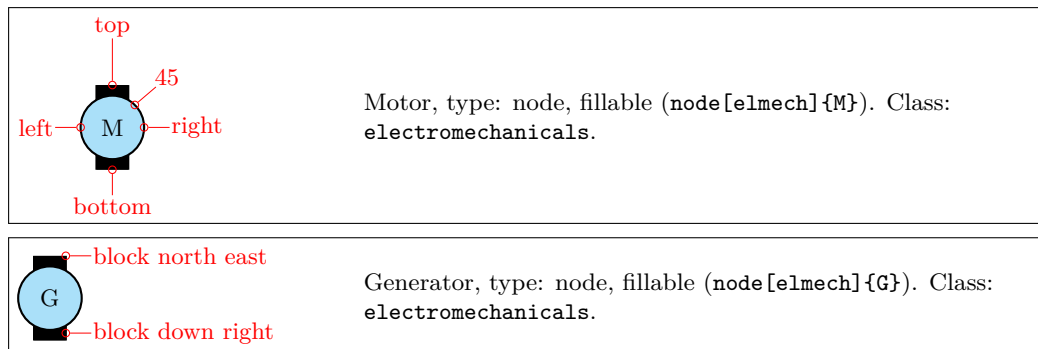 top
45
left
M
right
bottom
Motor, type: node, fillable (node[elmech]{M}). Class:
electromechanicals.
block north east
G
block down right
Generator, type: node, fillable (node[elmech]{G}). Class:
electromechanicals.